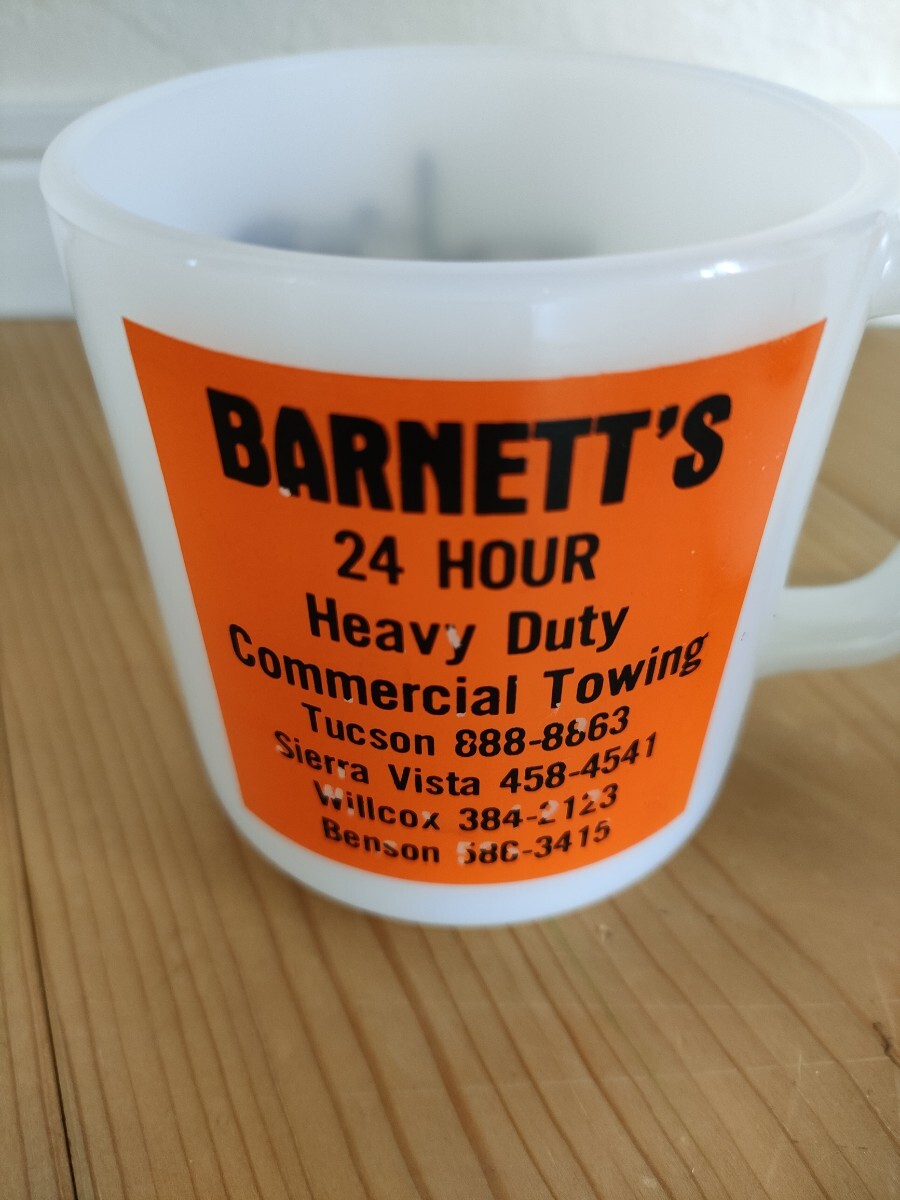 BARNETT'S
24 HOUR
Heavy Duty
Commercial Towing
Tucson 888-8863
Sierra Vista 458-4541
Willcox 384-2123
Benson 586-3415